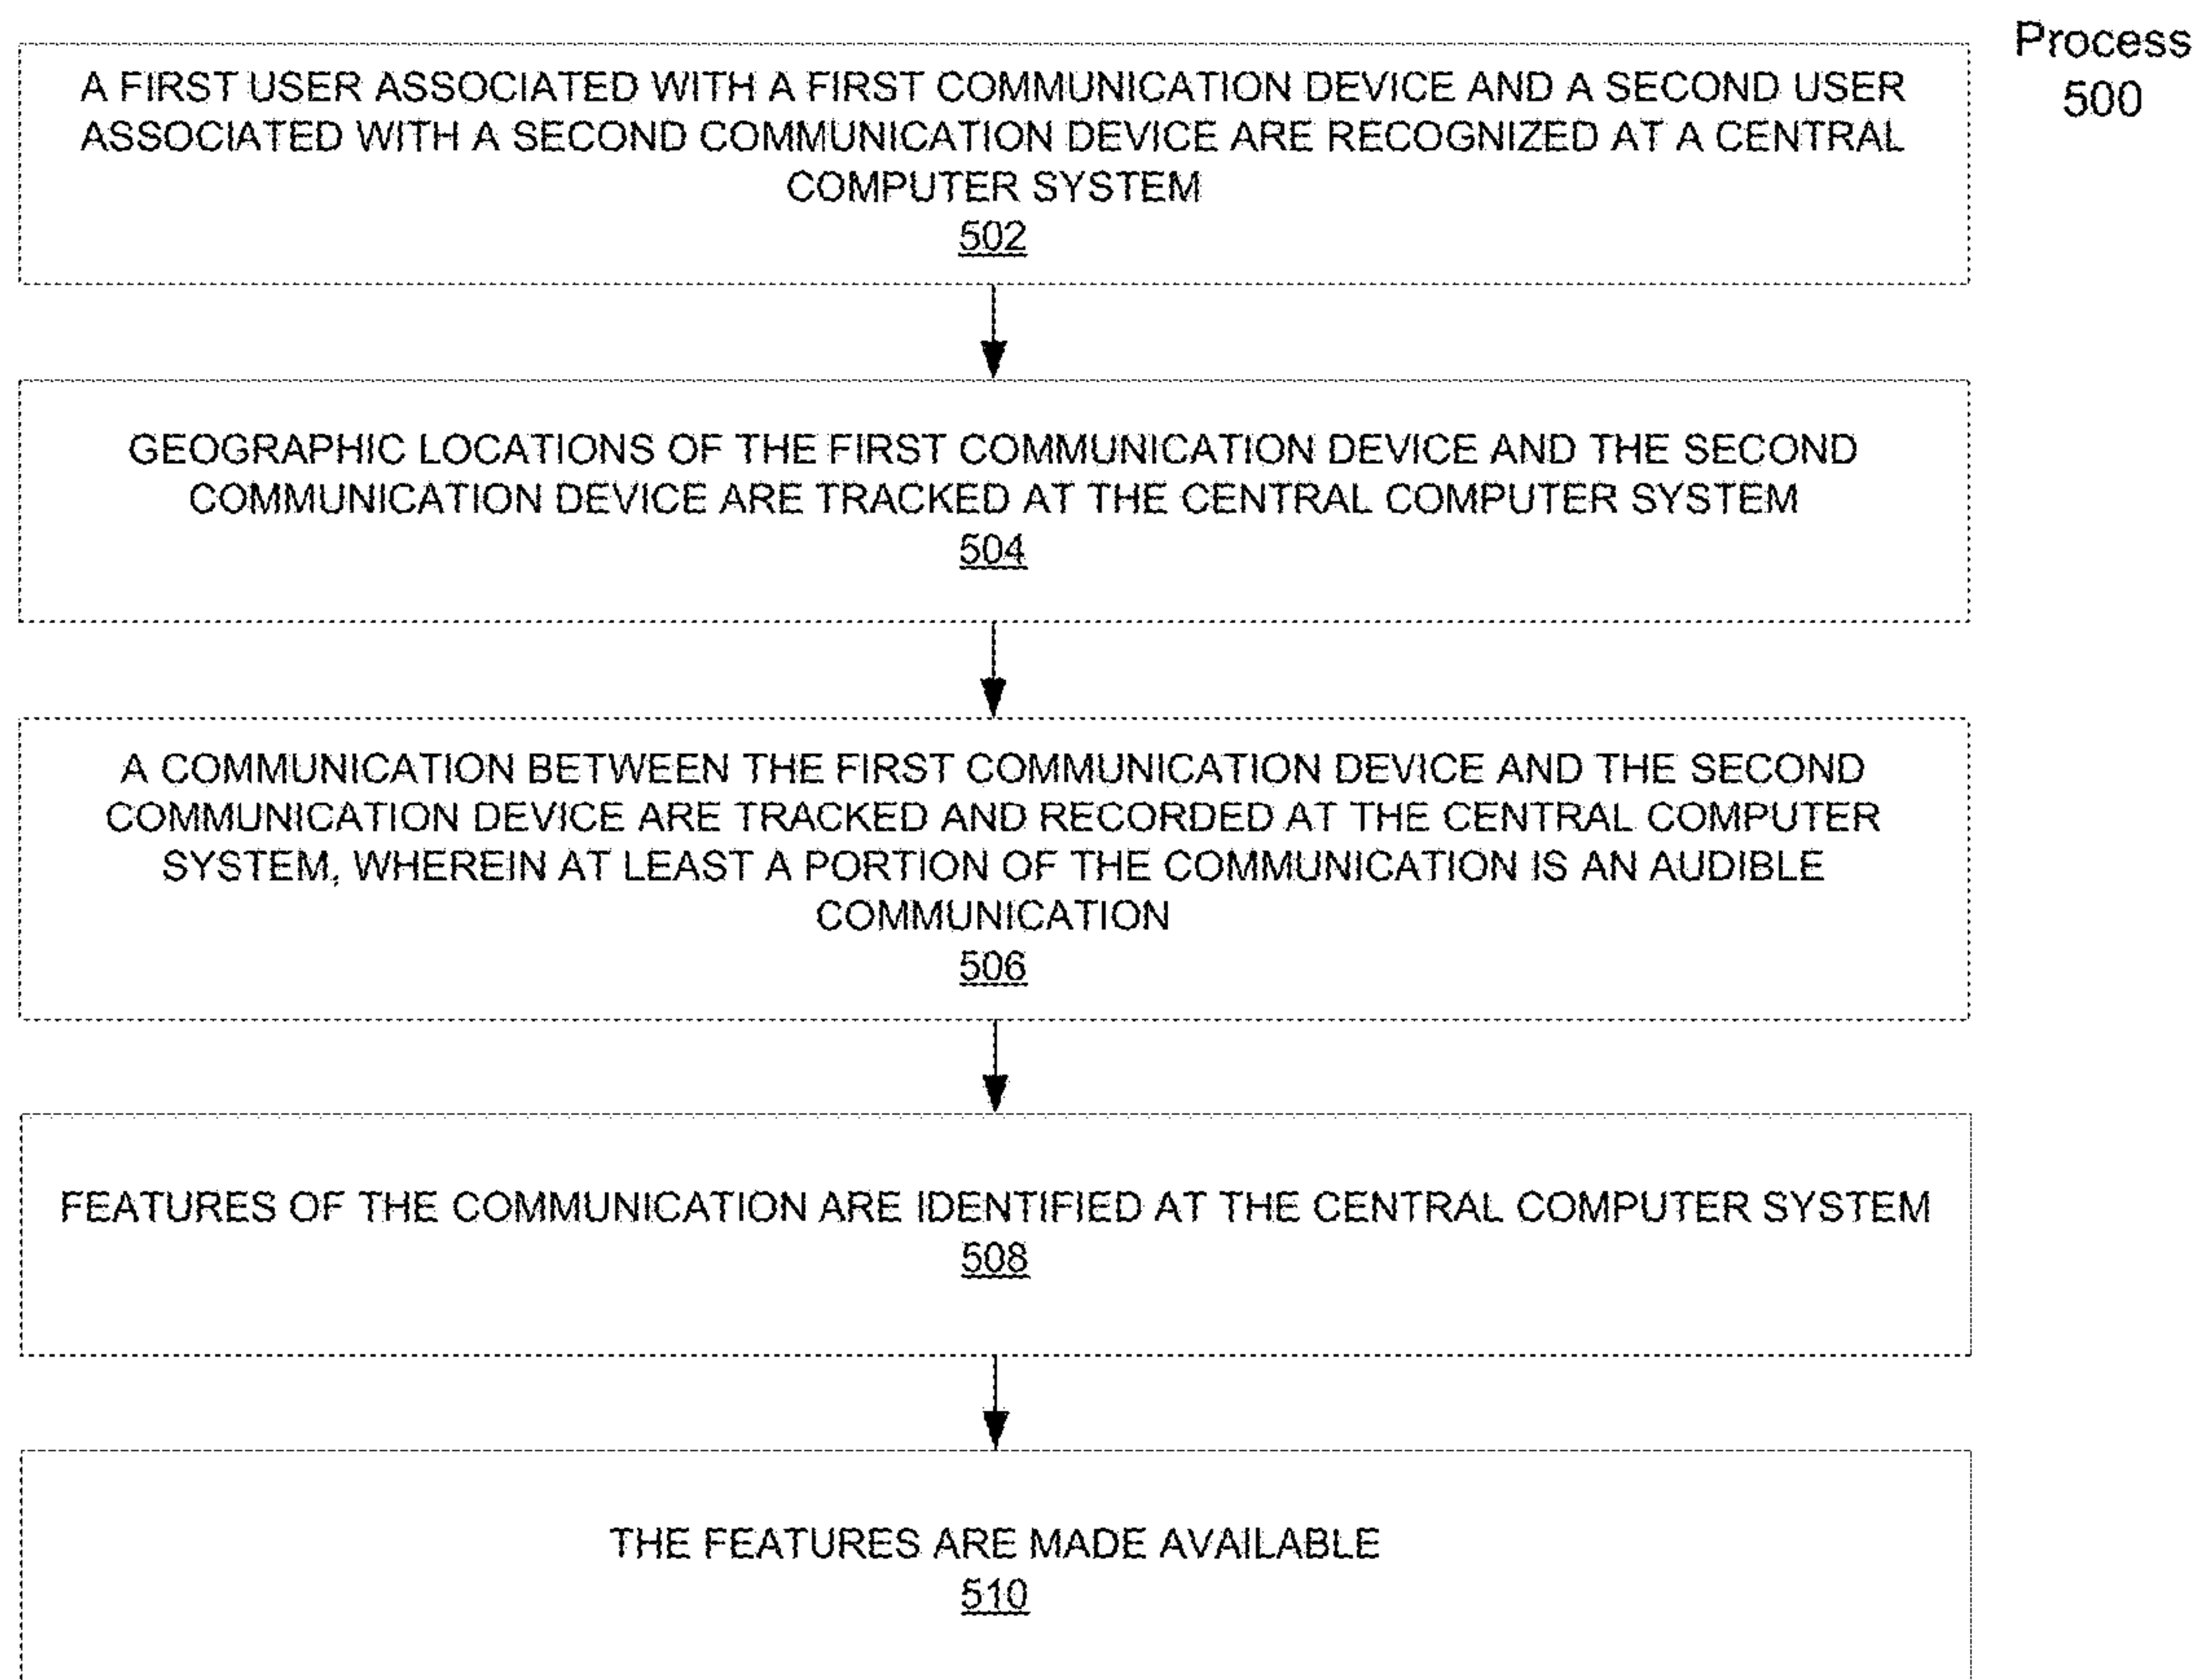 Process
500
A FIRST USER ASSOCIATED WITH A FIRST COMMUNICATION DEVICE AND A SECOND USER
ASSOCIATED WITH A SECOND COMMUNICATION DEVICE ARE RECOGNIZED AT A CENTRAL
COMPUTER SYSTEM
502
GEOGRAPHIC LOCATIONS OF THE FIRST COMMUNICATION DEVICE AND THE SECOND
COMMUNICATION DEVICE ARE TRACKED AT THE CENTRAL COMPUTER SYSTEM
504
A COMMUNICATION BETWEEN THE FIRST COMMUNICATION DEVICE AND THE SECOND
COMMUNICATION DEVICE ARE TRACKED AND RECORDED AT THE CENTRAL COMPUTER
SYSTEM, WHEREIN AT LEAST A PORTION OF THE COMMUNICATION IS AN AUDIBLE
COMMUNICATION
506
FEATURES OF THE COMMUNICATION ARE IDENTIFIED AT THE CENTRAL COMPUTER SYSTEM
508
THE FEATURES ARE MADE AVAILABLE
510